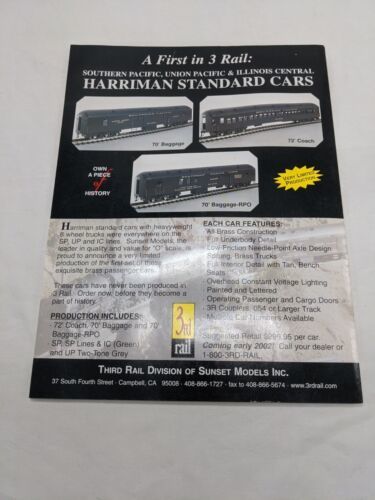 A First in 3 Rail:
SOUTHERN PACIFIC, UNION PACIFIC & ILLINOIS CENTRAL
HARRIMAN STANDARD CARS
70' Baggage
72' Coach
70' Baggage-RPO
OWN
A PIECE
of
HISTORY
VERY LIMITED
PRODUCTION
Harriman standard cars with heavyweight
6 wheel trucks were everywhere on the
SP, UP and IC lines. Sunset Models, the
leader in quality and value for "O" scale, is
proud to announce a very limited
production of the first-set of these
exquisite brass passenger cars.
These cars have never been produced in
3 Rail. Order now, before they become a
part of history.
PRODUCTION INCLUDES:
72' Coach, 70' Baggage and 70'
Baggage-RPO
SP, SP Lines & IC (Green)
and UP Two-Tone Grey
3rd
rail
EACH CAR FEATURES:
All Brass Construction
Full Underbody Detail
Low-Friction Needle-Point Axle Design
Sprung, Brass Trucks
Full Interior Detail with Tan, Bench
Seats
Overhead Constant Voltage Lighting
Painted and Lettered
Operating Passenger and Cargo Doors
3R Couplers, 054 or Larger Track
Multiple Car Numbers Available
Suggested Retail $299.95 per car.
Coming early 2002! Call your dealer or
1-800-3RD-RAIL.
THIRD RAIL DIVISION OF SUNSET MODELS INC.
37 South Fourth Street · Campbell, CA 95008 · 408-866-1727 · fax to 408-866-5674 · www.3rdrail.com